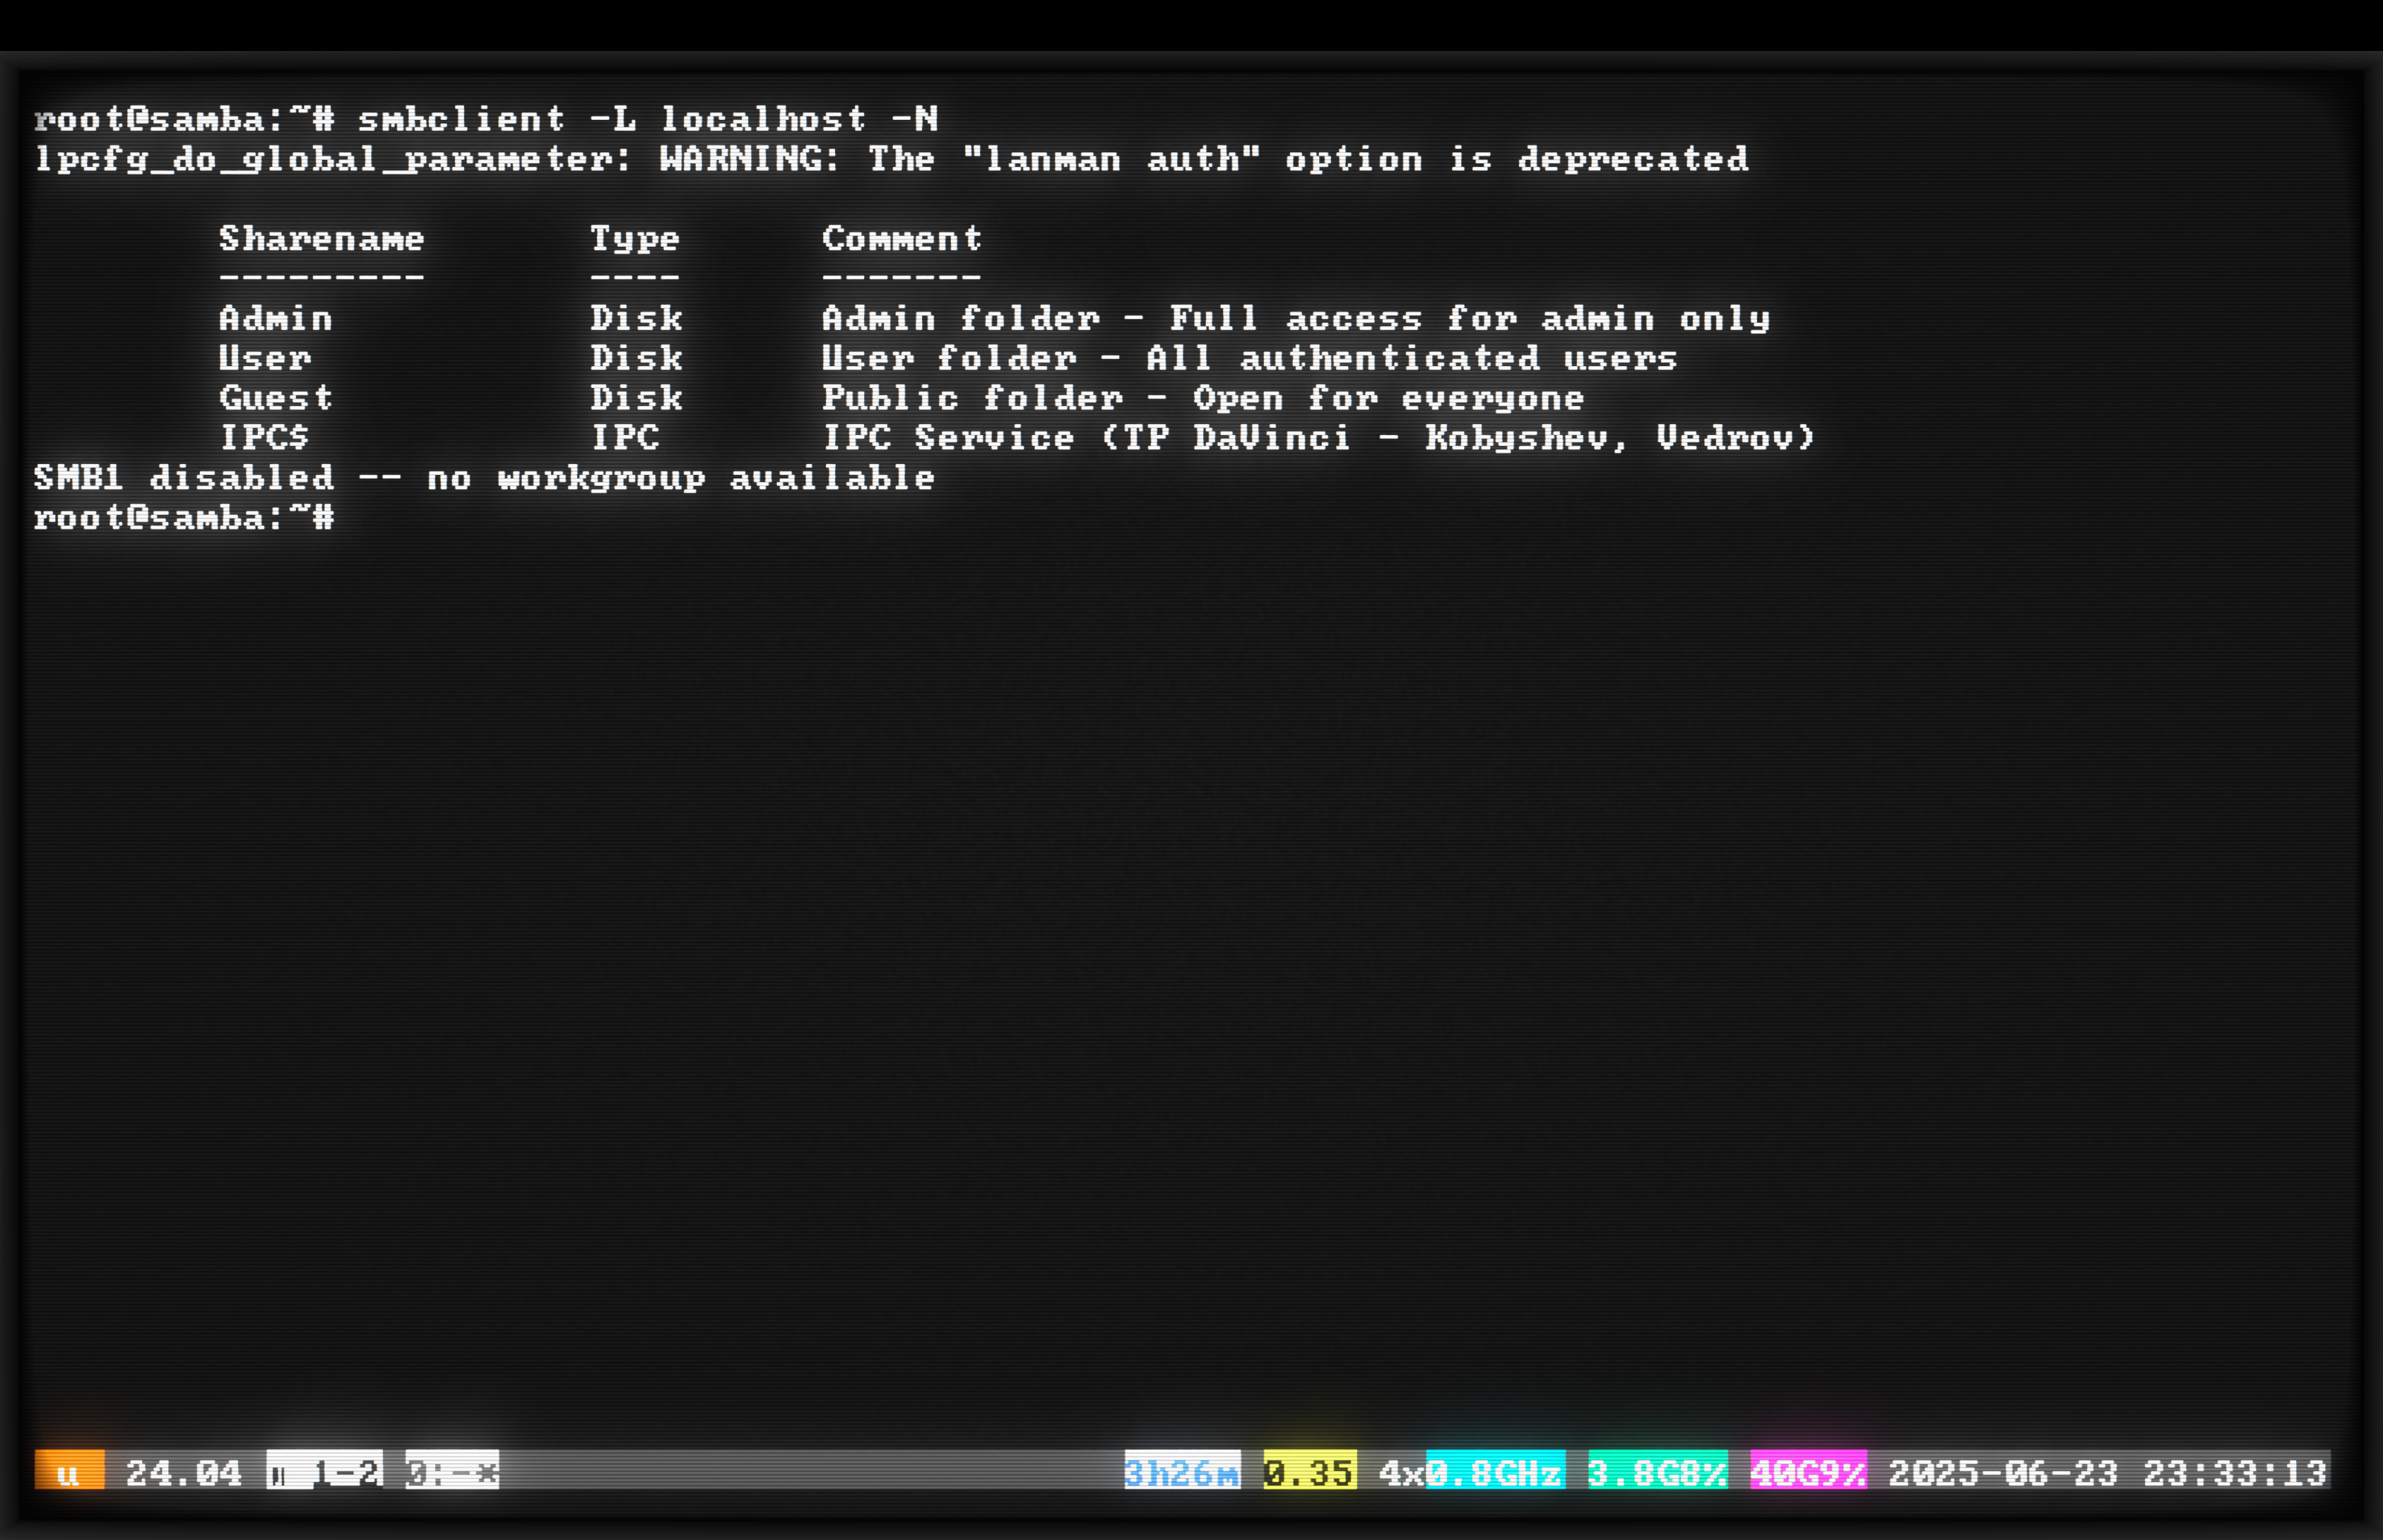 root@samba:~# smbclient -L localhost -N
lpcfg_do_global_parameter: WARNING: The "lanman auth" option is deprecated
Sharename Type Comment
--------- ---- -------
Admin Disk Admin folder - Full access for admin only
User Disk User folder - All authenticated users
Guest Disk Public folder - Open for everyone
IPC$ IPC IPC Service (TP DaVinci - Kobyshev, Vedrov)
SMB1 disabled -- no workgroup available
root@samba:~#
u 24.04 1-2 0:-* 3h26m 0.35 4x0.8GHz 3.8G8% 40G9% 2025-06-23 23:33:13